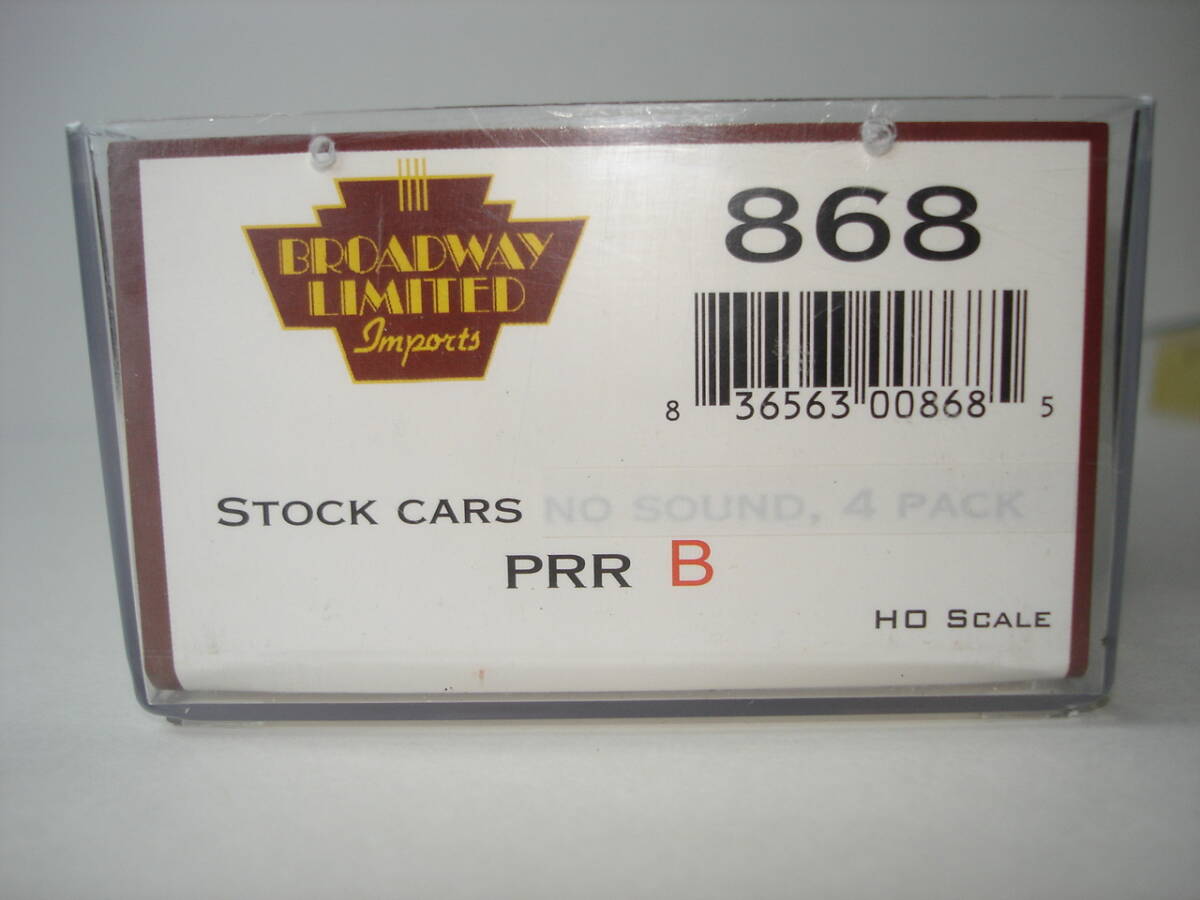 BROADWAY
LIMITED
Imports
868
8 36563 00868 5
STOCK CARS NO SOUND, 4 PACK
PRR B
HO SCALE